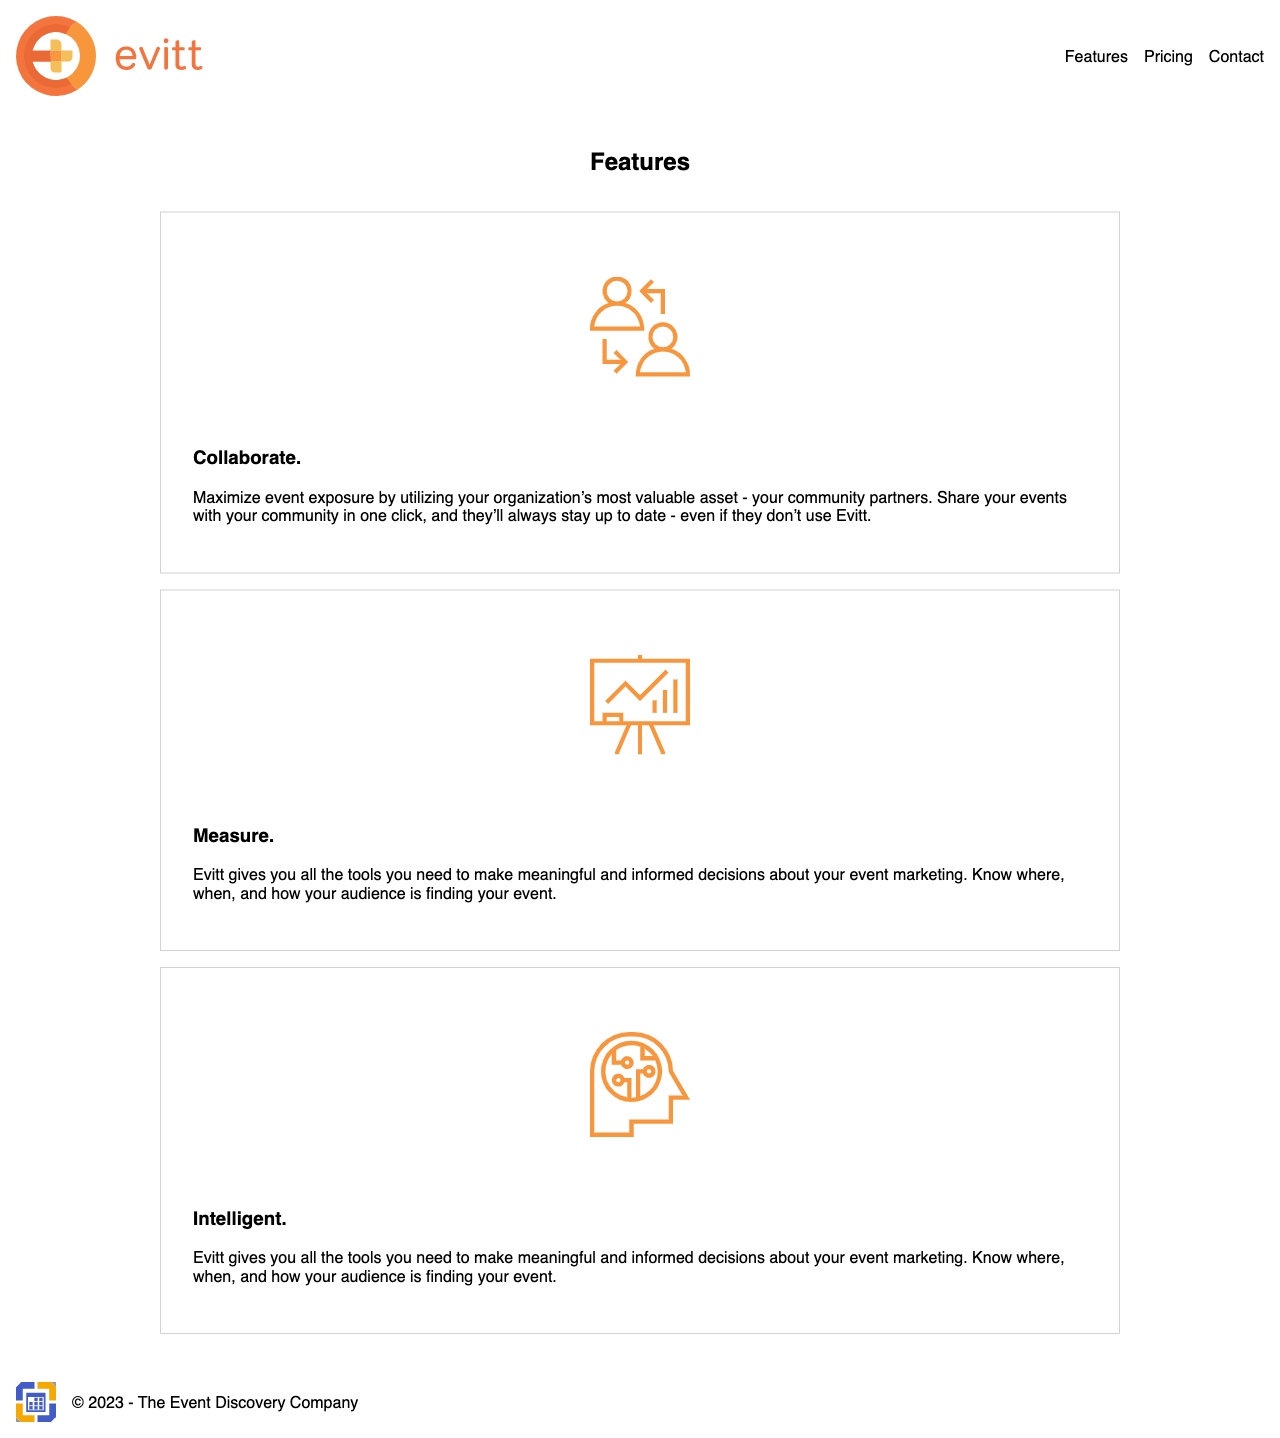 evitt
Features Pricing Contact
Features
Collaborate.
Maximize event exposure by utilizing your organization’s most valuable asset - your community partners. Share your events
with your community in one click, and they’ll always stay up to date - even if they don’t use Evitt.
Measure.
Evitt gives you all the tools you need to make meaningful and informed decisions about your event marketing. Know where,
when, and how your audience is finding your event.
Intelligent.
Evitt gives you all the tools you need to make meaningful and informed decisions about your event marketing. Know where,
when, and how your audience is finding your event.
© 2023 - The Event Discovery Company